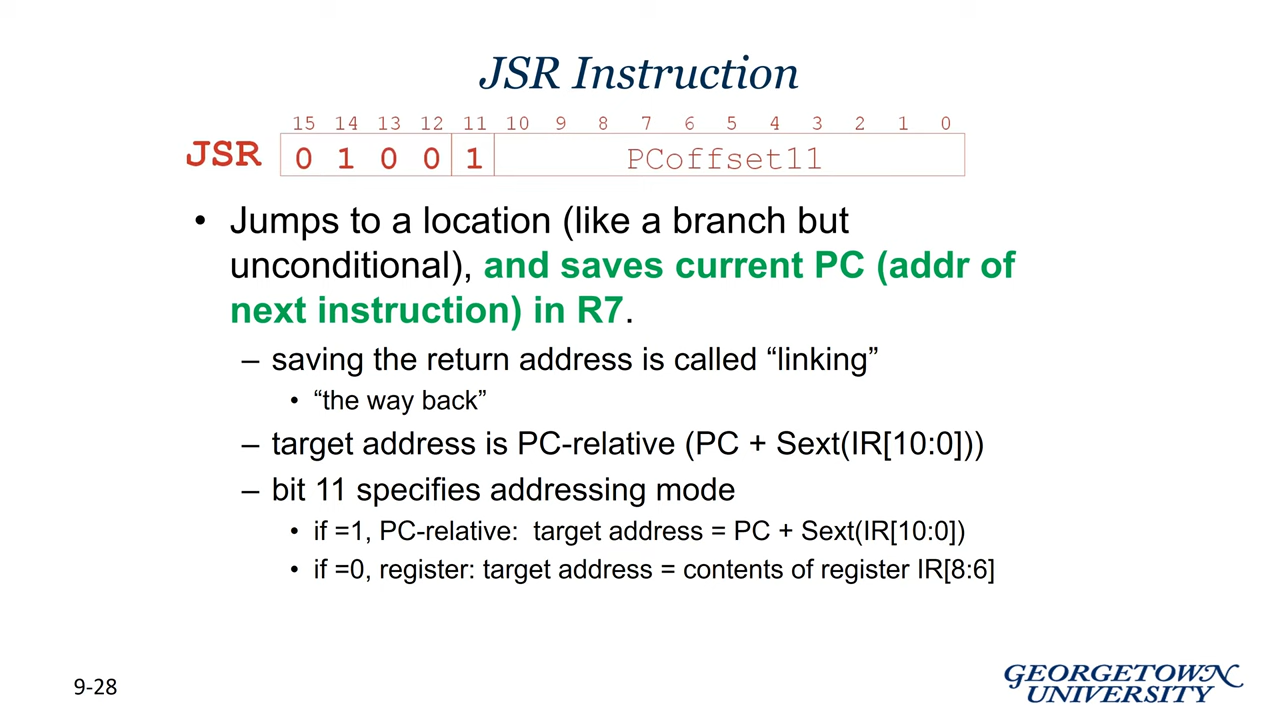 JSR Instruction
15 14 13 12 11 10 9 8 7 6 5 4 3 2 1 0
JSR 0 1 0 0 1 PCoffset11
• Jumps to a location (like a branch but
unconditional), and saves current PC (addr of
next instruction) in R7.
– saving the return address is called “linking”
• “the way back”
– target address is PC-relative (PC + Sext(IR[10:0]))
– bit 11 specifies addressing mode
• if =1, PC-relative: target address = PC + Sext(IR[10:0])
• if =0, register: target address = contents of register IR[8:6]
9-28
GEORGETOWN
UNIVERSITY